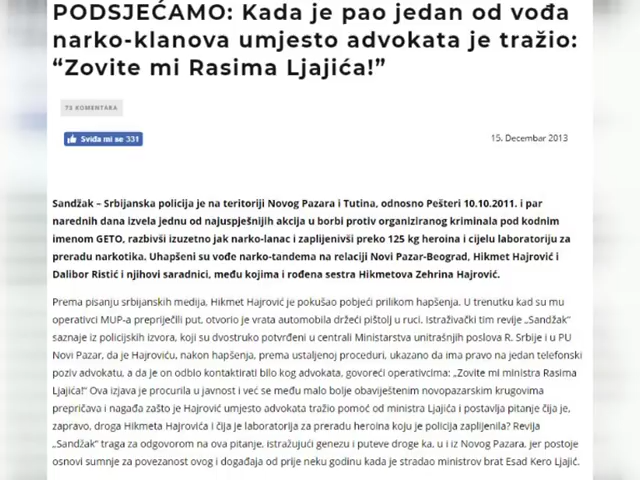 PODSJEĆAMO: Kada je pao jedan od vođa
narko-klanova umjesto advokata je tražio:
“Zovite mi Rasima Ljajića!”
73 KOMENTARA
Sviđa mi se 331
15. Decembar 2013
Sandžak – Srbijanska policija je na teritoriji Novog Pazara i Tutina, odnosno Pešteri 10.10.2011. i par
narednih dana izvela jednu od najuspješnijih akcija u borbi protiv organiziranog kriminala pod kodnim
imenom GETO, razbivši izuzetno jak narko-lanac i zaplijenivši preko 125 kg heroina i cijelu laboratoriju za
preradu narkotika. Uhapšeni su vođe narko-tandema na relaciji Novi Pazar-Beograd, Hikmet Hajrović i
Dalibor Ristić i njihovi saradnici, među kojima i rođena sestra Hikmetova Zehrina Hajrović.
Prema pisanju srbijanskih medija, Hikmet Hajrović je pokušao pobjeći prilikom hapšenja. U trenutku kad su mu
operativci MUP-a prepriječili put, otvorio je vrata automobila držeći pištolj u ruci. Istraživački tim revije „Sandžak“
saznaje iz policijskih izvora, koji su dvostruko potvrđeni u centrali Ministarstva unitrašnjih poslova R. Srbije i u PU
Novi Pazar, da je Hajroviću, nakon hapšenja, prema ustaljenoj proceduri, ukazano da ima pravo na jedan telefonski
poziv advokatu, a da je on odblo kontaktirati bilo kog advokata, govoreći operativcima: „Zovite mi ministra Rasima
Ljajića!“ Ova izjava je procurila u javnost i već se među malo bolje obaviještenim novopazarskim krugovima
prepričava i nagađa zašto je Hajrović umjesto advokata tražio pomoć od ministra Ljajića i postavlja pitanje čija je,
zapravo, droga Hikmeta Hajrovića i čija je laboratorija za preradu heroina koju je policija zaplijenila? Revija
„Sandžak“ traga za odgovorom na ova pitanje, istražujući genezu i puteve droge ka, u i iz Novog Pazara, jer postoje
osnovi sumnje za povezanost ovog i događaja od prije neku godinu kada je stradao ministrov brat Esad Kero Ljajić.